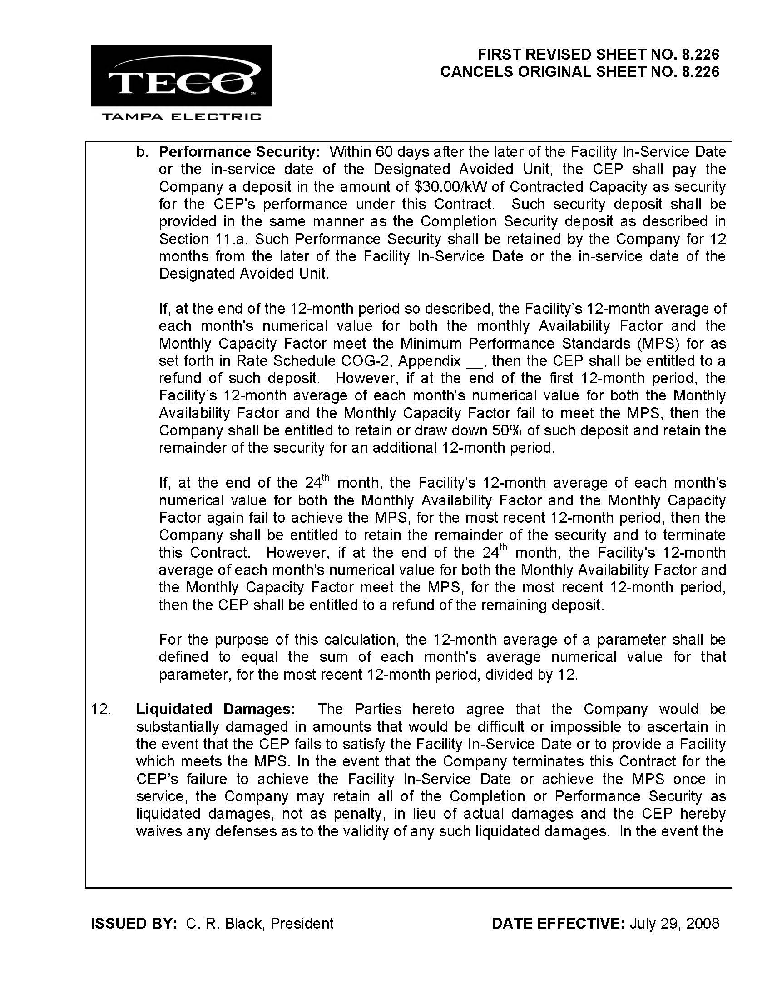 FIRST REVISED SHEET NO. 8.226
CANCELS ORIGINAL SHEET NO. 8.226
TECO
SM
TAMPA ELECTRIC
b. Performance Security: Within 60 days after the later of the Facility In-Service Date
or the in-service date of the Designated Avoided Unit, the CEP shall pay the
Company a deposit in the amount of $30.00/kW of Contracted Capacity as security
for the CEP's performance under this Contract. Such security deposit shall be
provided in the same manner as the Completion Security deposit as described in
Section 11.a. Such Performance Security shall be retained by the Company for 12
months from the later of the Facility In-Service Date or the in-service date of the
Designated Avoided Unit.
If, at the end of the 12-month period so described, the Facility’s 12-month average of
each month's numerical value for both the monthly Availability Factor and the
Monthly Capacity Factor meet the Minimum Performance Standards (MPS) for as
set forth in Rate Schedule COG-2, Appendix __, then the CEP shall be entitled to a
refund of such deposit. However, if at the end of the first 12-month period, the
Facility’s 12-month average of each month's numerical value for both the Monthly
Availability Factor and the Monthly Capacity Factor fail to meet the MPS, then the
Company shall be entitled to retain or draw down 50% of such deposit and retain the
remainder of the security for an additional 12-month period.
If, at the end of the 24th month, the Facility's 12-month average of each month's
numerical value for both the Monthly Availability Factor and the Monthly Capacity
Factor again fail to achieve the MPS, for the most recent 12-month period, then the
Company shall be entitled to retain the remainder of the security and to terminate
this Contract. However, if at the end of the 24th month, the Facility's 12-month
average of each month's numerical value for both the Monthly Availability Factor and
the Monthly Capacity Factor meet the MPS, for the most recent 12-month period,
then the CEP shall be entitled to a refund of the remaining deposit.
For the purpose of this calculation, the 12-month average of a parameter shall be
defined to equal the sum of each month's average numerical value for that
parameter, for the most recent 12-month period, divided by 12.
12. Liquidated Damages: The Parties hereto agree that the Company would be
substantially damaged in amounts that would be difficult or impossible to ascertain in
the event that the CEP fails to satisfy the Facility In-Service Date or to provide a Facility
which meets the MPS. In the event that the Company terminates this Contract for the
CEP’s failure to achieve the Facility In-Service Date or achieve the MPS once in
service, the Company may retain all of the Completion or Performance Security as
liquidated damages, not as penalty, in lieu of actual damages and the CEP hereby
waives any defenses as to the validity of any such liquidated damages. In the event the
ISSUED BY: C. R. Black, President
DATE EFFECTIVE: July 29, 2008